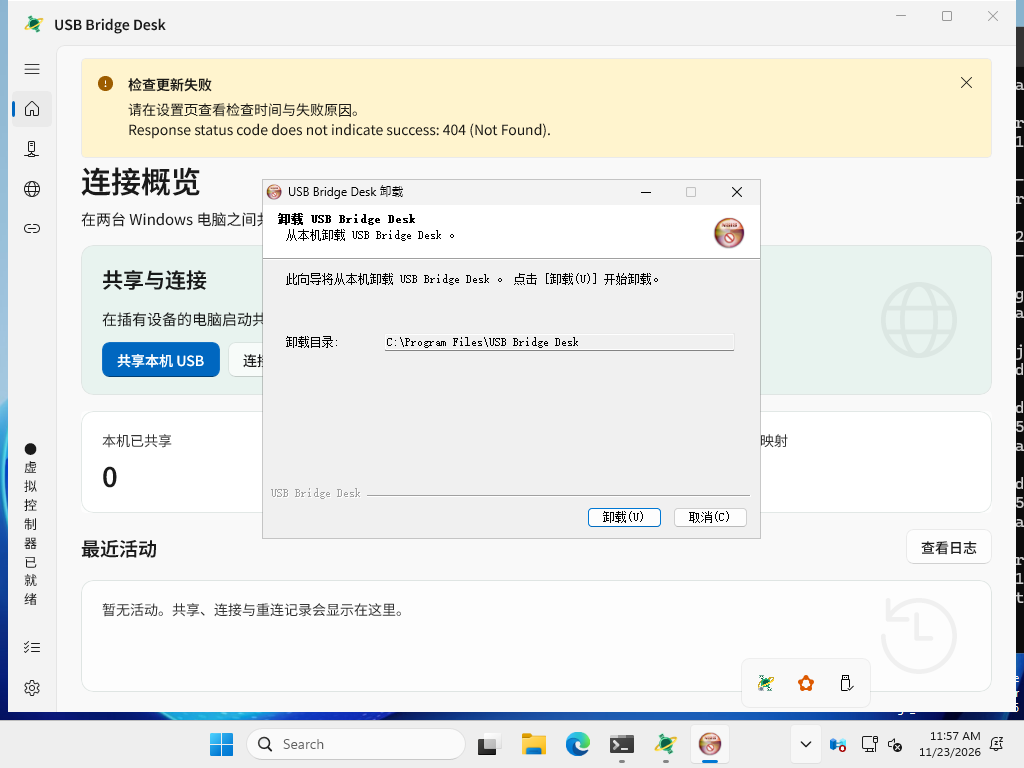 USB Bridge Desk
检查更新失败
请在设置页查看检查时间与失败原因。
Response status code does not indicate success: 404 (Not Found).
连接概览
在两台 Windows 电脑之间
共享与连接
在插有设备的电脑启动共
共享本机 USB
连
本机已共享
0
映射
USB Bridge Desk 卸载
卸载 USB Bridge Desk
从本机卸载 USB Bridge Desk 。
此向导将从本机卸载 USB Bridge Desk 。 点击 [卸载(U)] 开始卸载。
卸载目录:
C:\Program Files\USB Bridge Desk
USB Bridge Desk
卸载(U)
取消(C)
虚拟控制器已就绪
最近活动
查看日志
暂无活动。共享、连接与重连记录会显示在这里。
Search
11:57 AM
11/23/2026